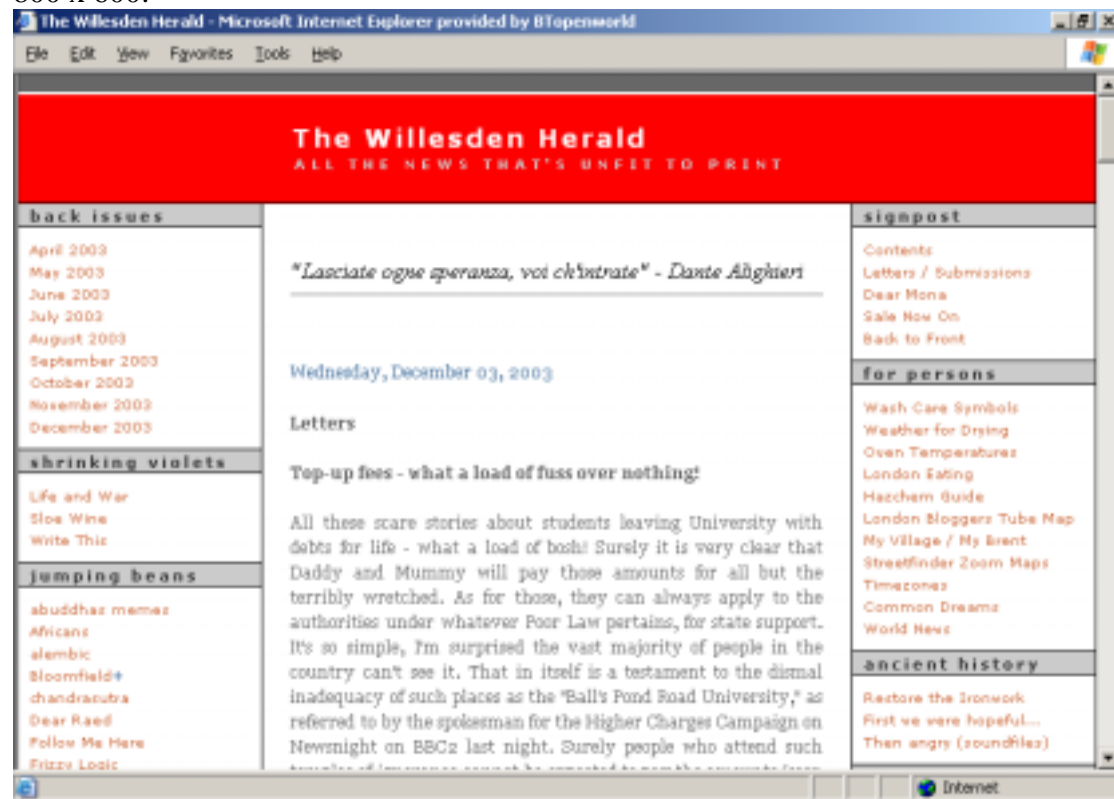 The Willesden Herald - Microsoft Internet Explorer provided by BTopenworld
File Edit View Favorites Tools Help
The Willesden Herald
ALL THE NEWS THAT'S UNFIT TO PRINT
back issues
April 2003
May 2003
June 2003
July 2003
August 2003
September 2003
October 2003
November 2003
December 2003
shrinking violets
Life and War
Sloe Wine
Write This
jumping beans
abuddhas memes
Africans
alembic
Bloomfield+
chandrasutra
Dear Raed
Follow Me Here
Frizzy Logic
"Lasciate ogne speranza, voi ch'intrate" - Dante Alighieri
Wednesday, December 03, 2003
Letters
Top-up fees - what a load of fuss over nothing!
All these scare stories about students leaving University with
debts for life - what a load of bosh! Surely it is very clear that
Daddy and Mummy will pay those amounts for all but the
terribly wretched. As for those, they can always apply to the
authorities under whatever Poor Law pertains, for state support.
It's so simple, I'm surprised the vast majority of people in the
country can't see it. That in itself is a testament to the dismal
inadequacy of such places as the "Ball's Pond Road University," as
referred to by the spokesman for the Higher Charges Campaign on
Newsnight on BBC2 last night. Surely people who attend such
signpost
Contents
Letters / Submissions
Dear Mona
Sale Now On
Back to Front
for persons
Wash Care Symbols
Weather for Drying
Oven Temperatures
London Eating
Hazchem Guide
London Bloggers Tube Map
My Village / My Brent
Streetfinder Zoom Maps
Timezones
Common Dreams
World News
ancient history
Restore the Ironwork
First we were hopeful...
Then angry (soundfiles)
Internet